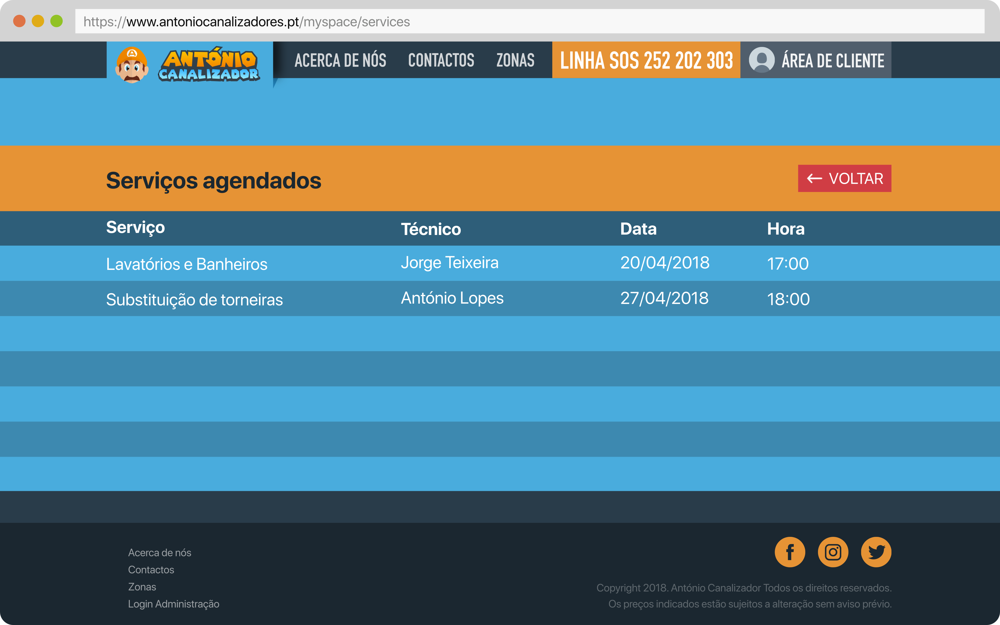 https://www.antoniocanalizadores.pt/myspace/services
A
ANTÓNIO
CANALIZADOR
ACERCA DE NÓS CONTACTOS ZONAS LINHA SOS 252 202 303 ÁREA DE CLIENTE
Serviços agendados ← VOLTAR
Serviço Técnico Data Hora
Lavatórios e Banheiros Jorge Teixeira 20/04/2018 17:00
Substituição de torneiras António Lopes 27/04/2018 18:00
Acerca de nós
Contactos
Zonas
Login Administração
Copyright 2018. António Canalizador Todos os direitos reservados.
Os preços indicados estão sujeitos a alteração sem aviso prévio.